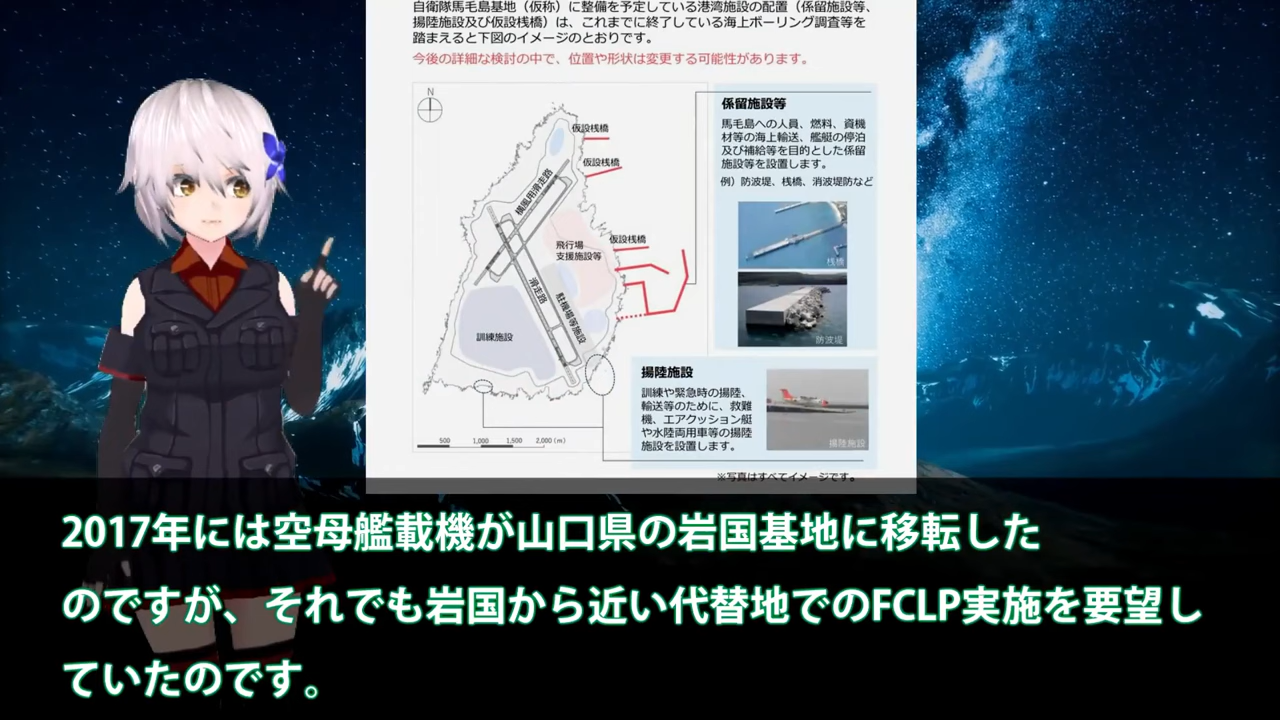 自衛隊馬毛島基地（仮称）に整備を予定している港湾施設の配置（係留施設等、
揚陸施設及び仮設桟橋）は、これまでに終了している海上ボーリング調査等を
踏まえると下図のイメージのとおりです。
今後の詳細な検討の中で、位置や形状は変更する可能性があります。
N
仮設桟橋
仮設桟橋
横風用滑走路
仮設桟橋
飛行場
支援施設等
滑走路
駐機場等施設
訓練施設
500
1,000
1,500
2,000 (m)
係留施設等
馬毛島への人員、燃料、資機
材等の海上輸送、艦艇の停泊
及び補給等を目的とした係留
施設等を設置します。
例）防波堤、桟橋、消波堤防など
桟橋
防波堤
揚陸施設
訓練や緊急時の揚陸、
輸送等のために、救難
機、エアクッション艇
や水陸両用車等の揚陸
施設を設置します。
揚陸施設
※写真はすべてイメージです。
2017年には空母艦載機が山口県の岩国基地に移転した
のですが、それでも岩国から近い代替地でのFCLP実施を要望し
ていたのです。